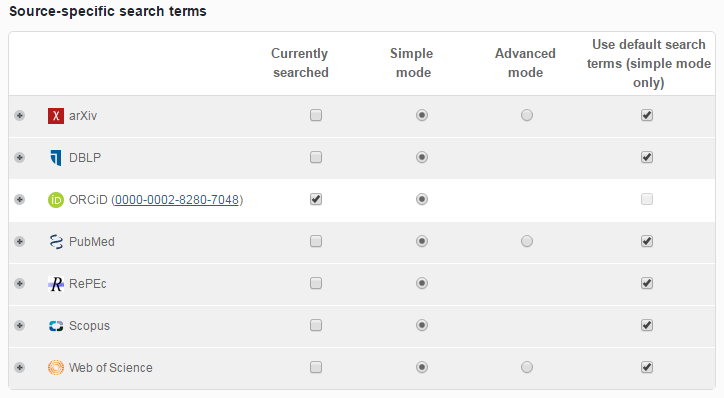 Source-specific search terms
Currently searched Simple mode Advanced mode Use default search terms (simple mode only)
arXiv
DBLP
ORCiD (0000-0002-8280-7048)
PubMed
RePEc
Scopus
Web of Science